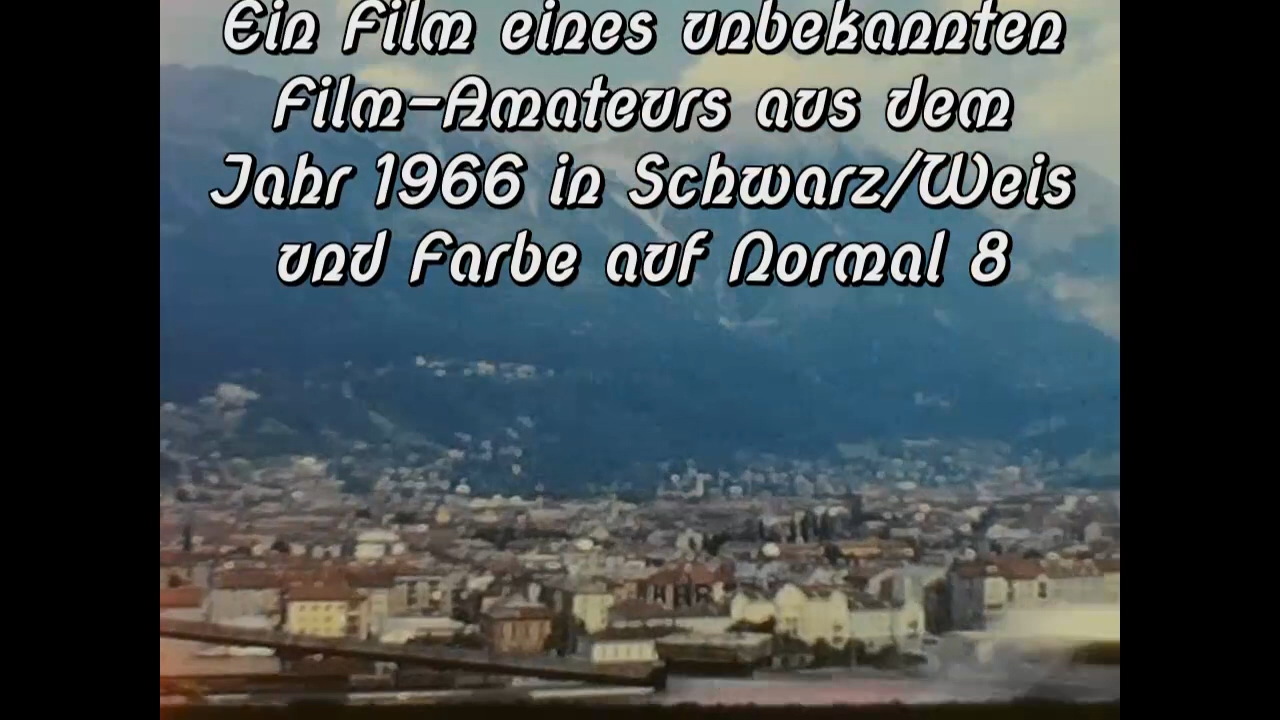 Ein Film eines unbekannten
Film-Amateurs aus dem
Jahr 1966 in Schwarz/Weis
und Farbe auf Normal 8